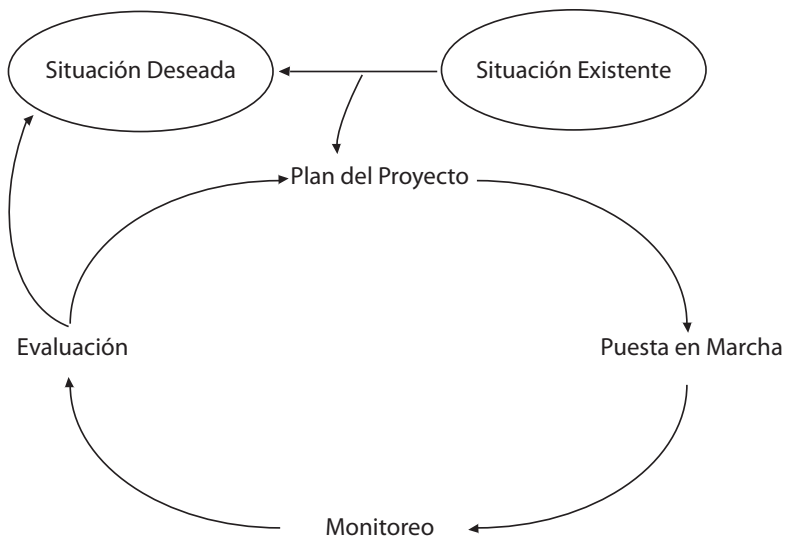 Situación Deseada
Situación Existente
Plan del Proyecto
Evaluación
Puesta en Marcha
Monitoreo